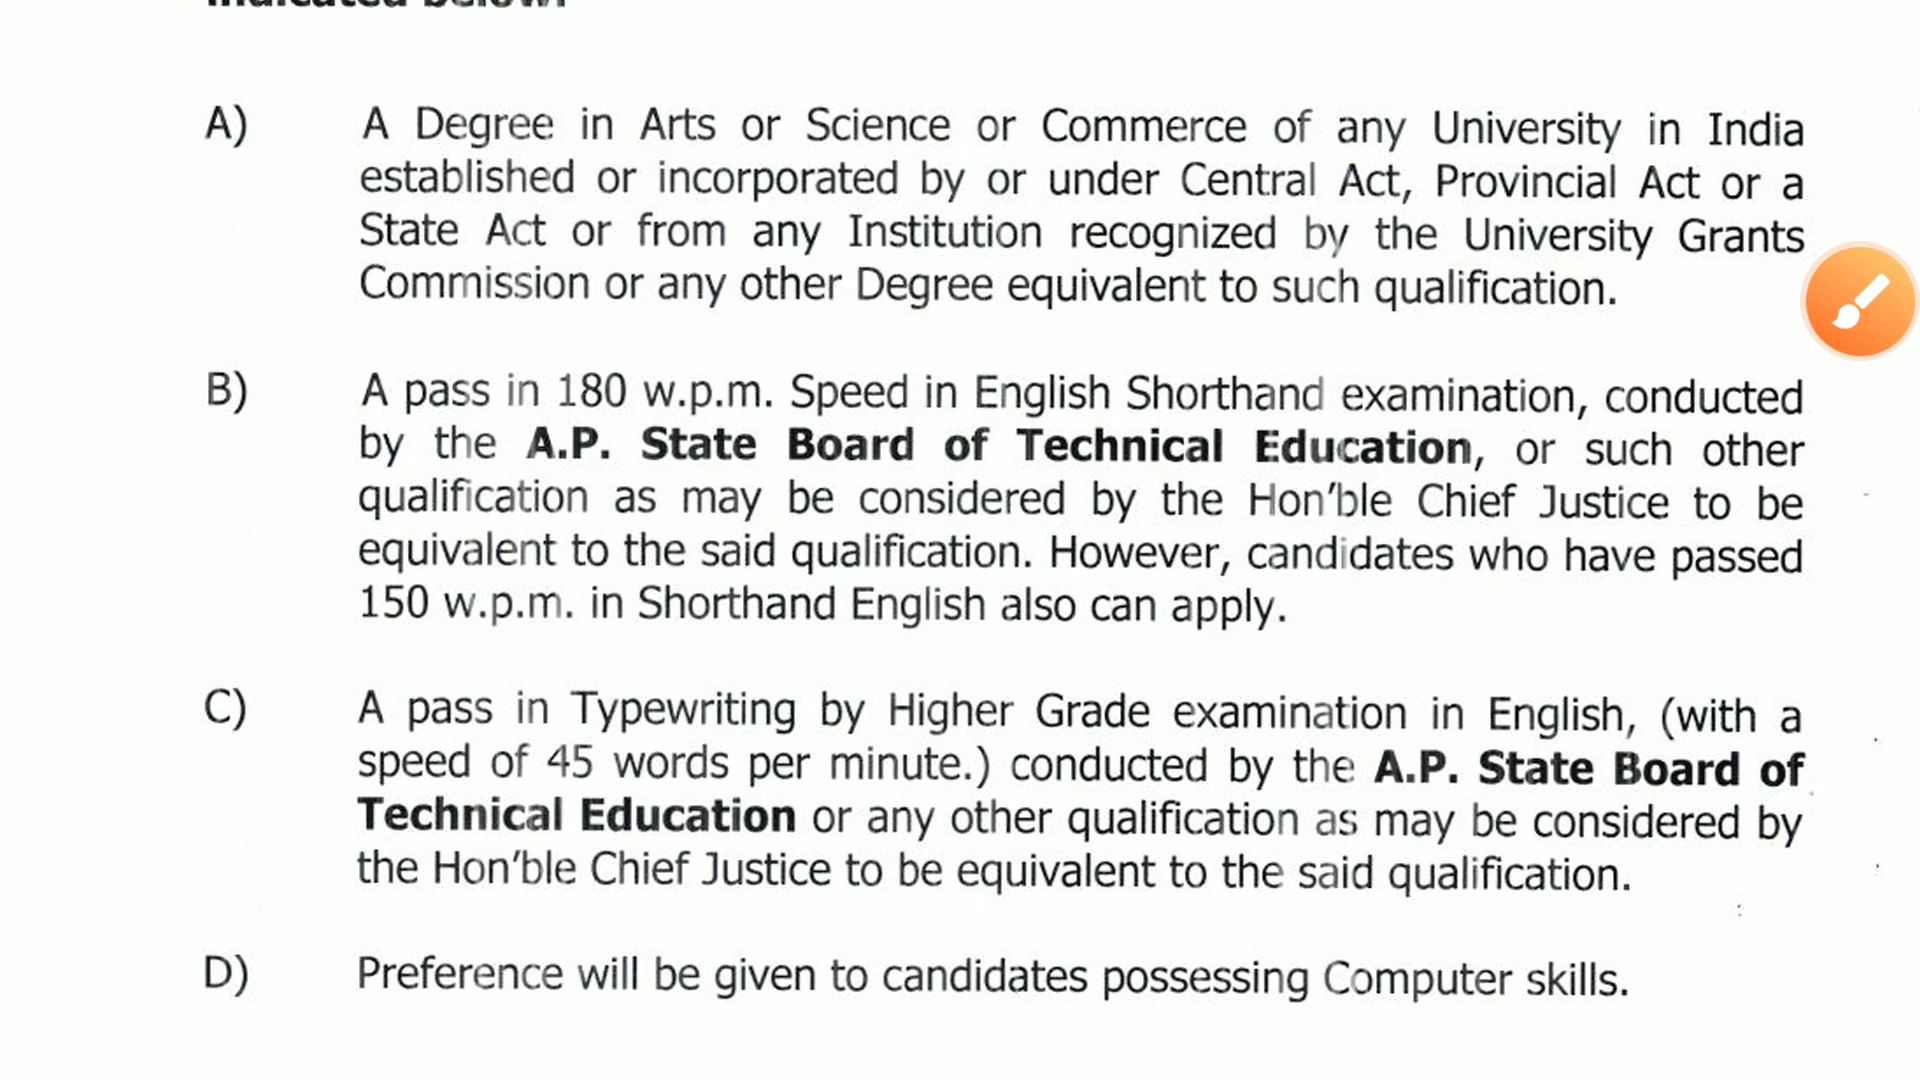 indicated below:
A) A Degree in Arts or Science or Commerce of any University in India
established or incorporated by or under Central Act, Provincial Act or a
State Act or from any Institution recognized by the University Grants
Commission or any other Degree equivalent to such qualification.
B) A pass in 180 w.p.m. Speed in English Shorthand examination, conducted
by the A.P. State Board of Technical Education, or such other
qualification as may be considered by the Hon'ble Chief Justice to be
equivalent to the said qualification. However, candidates who have passed
150 w.p.m. in Shorthand English also can apply.
C) A pass in Typewriting by Higher Grade examination in English, (with a
speed of 45 words per minute.) conducted by the A.P. State Board of
Technical Education or any other qualification as may be considered by
the Hon'ble Chief Justice to be equivalent to the said qualification.
D) Preference will be given to candidates possessing Computer skills.